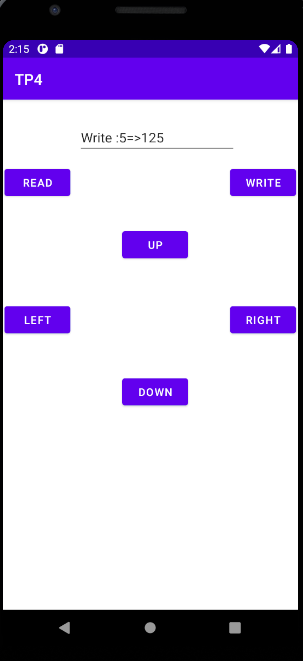 2:15
TP4
Write :5=>125
READ WRITE
UP
LEFT RIGHT
DOWN